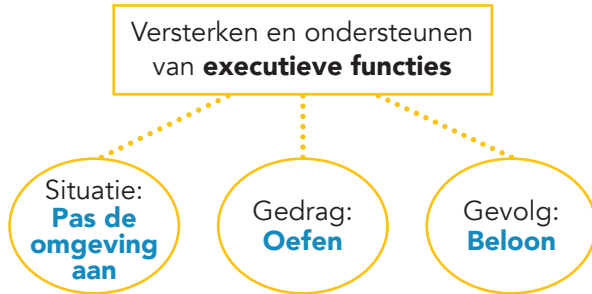 Versterken en ondersteunen
van executieve functies
Situatie:
Pas de
omgeving
aan
Gedrag:
Oefen
Gevolg:
Beloon